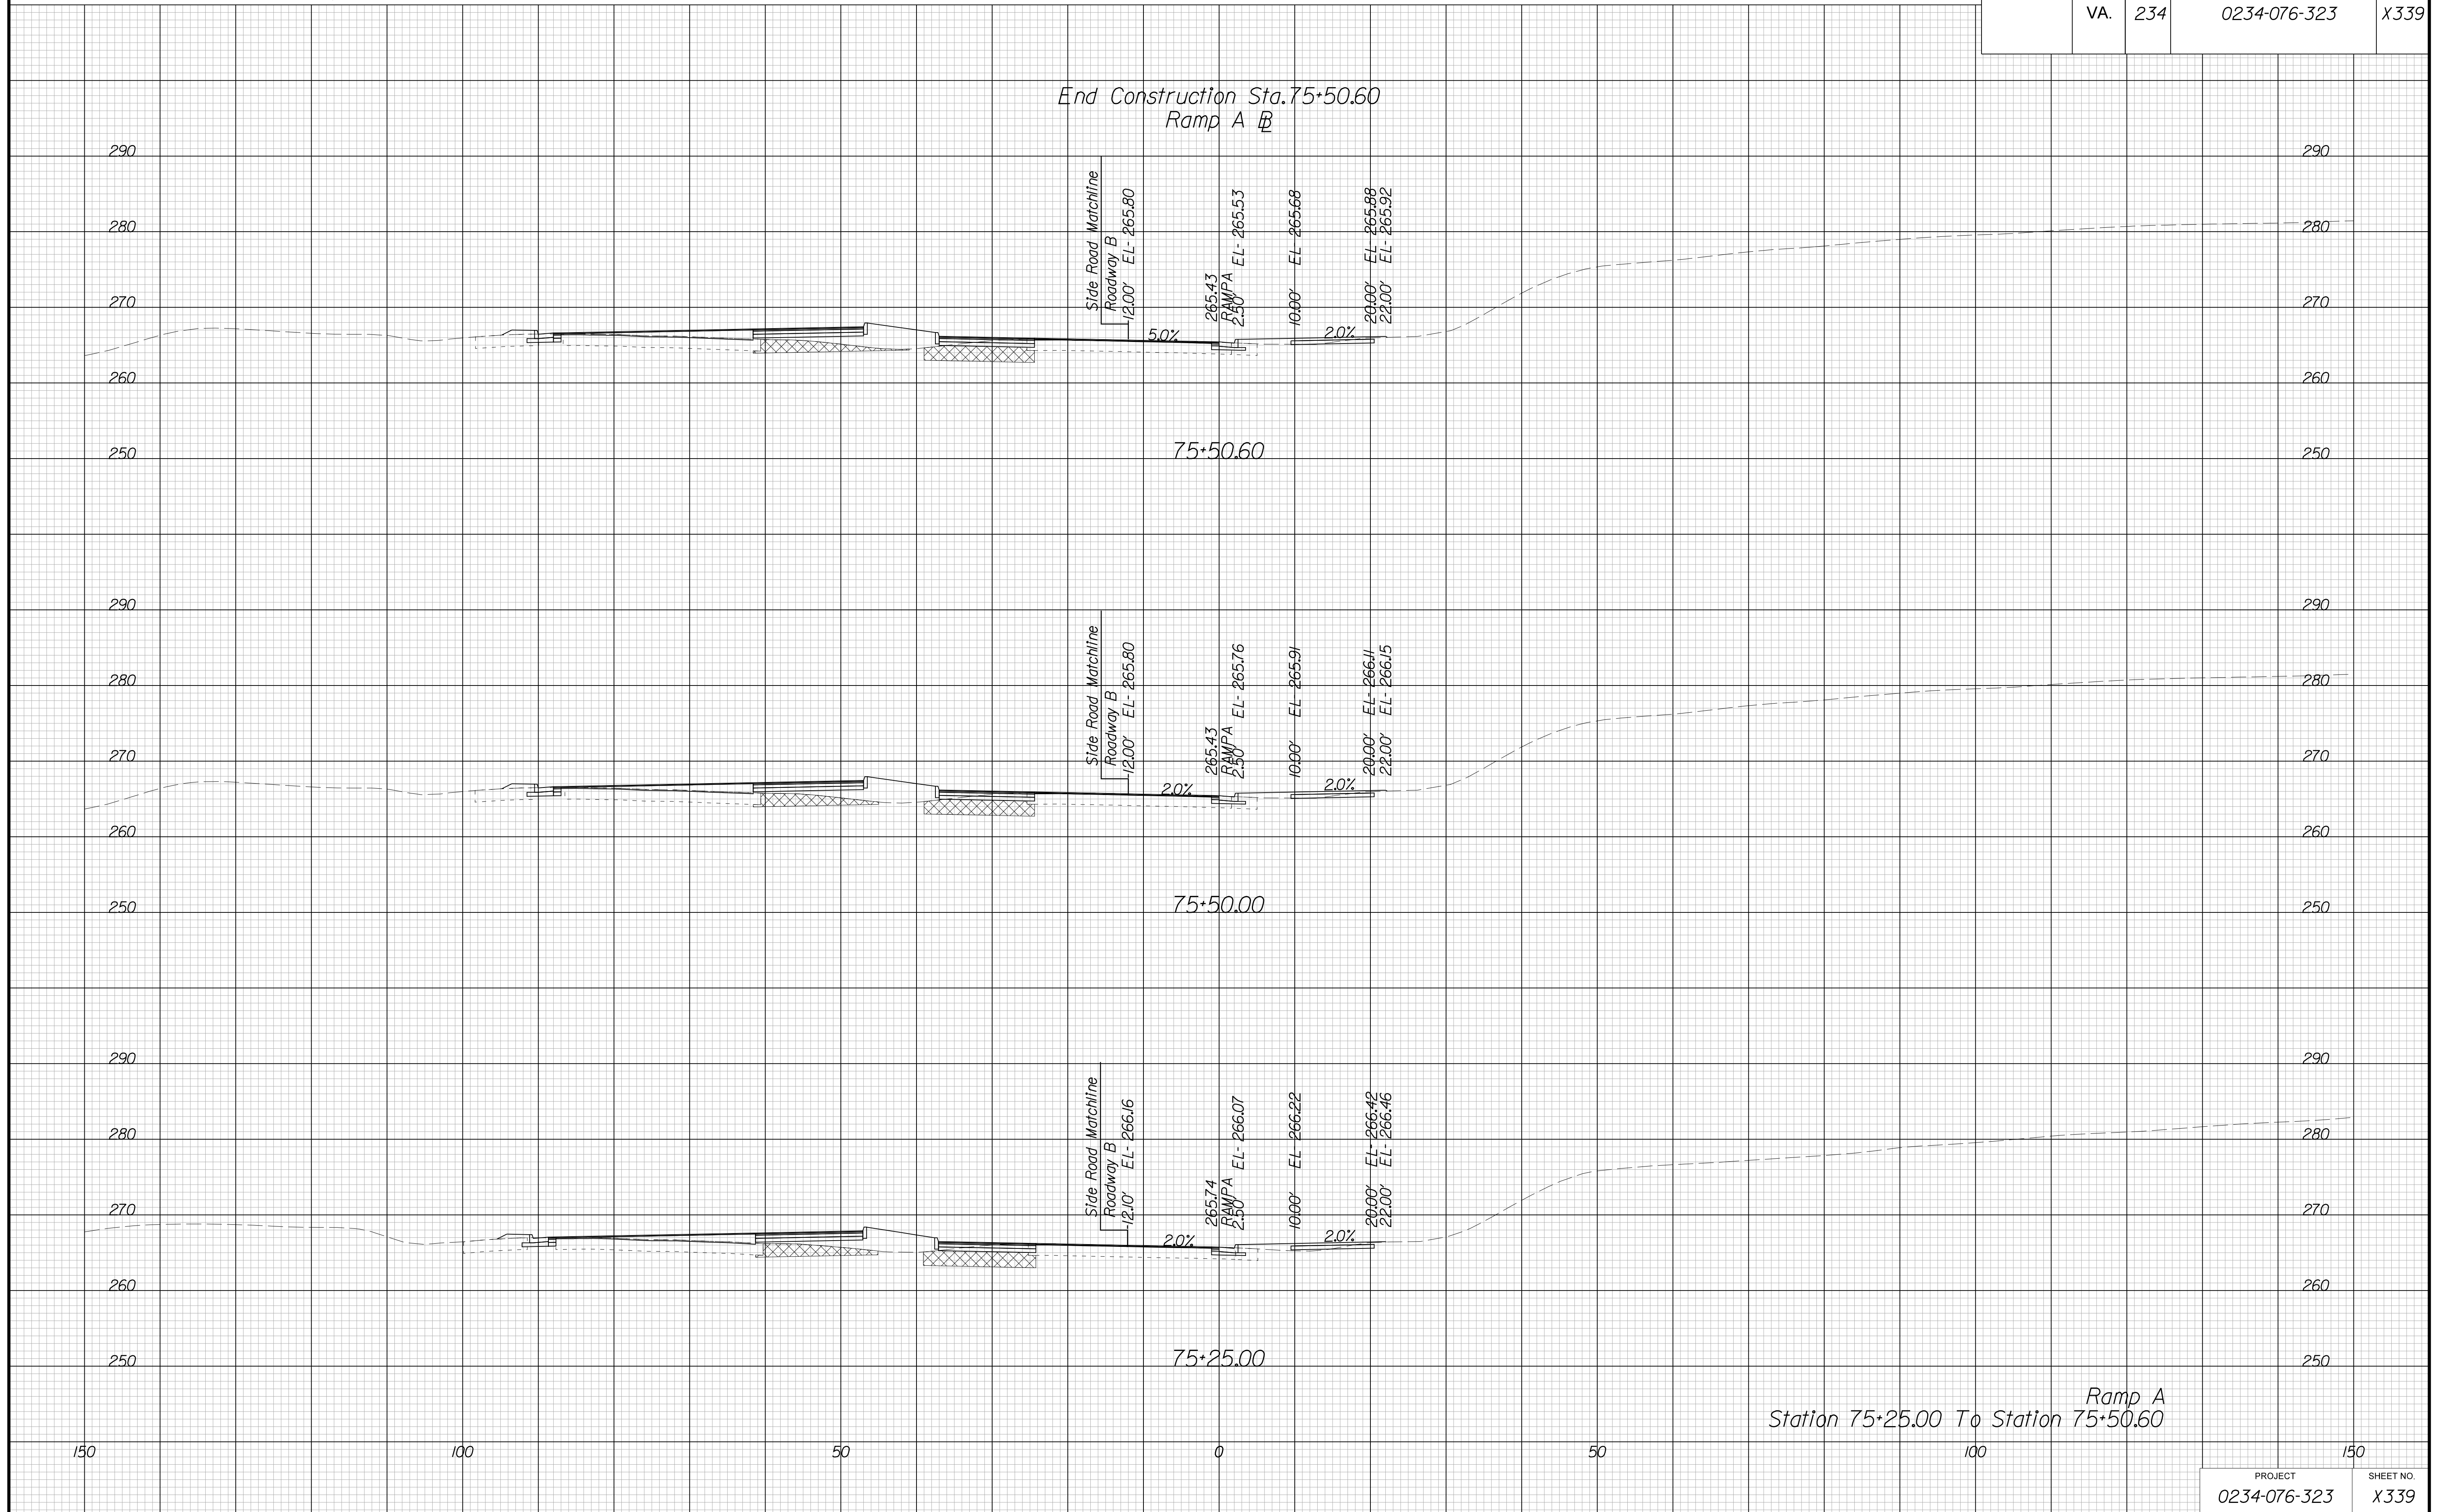 VA. 234 0234-076-323 X339
End Construction Sta. 75+50.60
Ramp A BL
290 290
280 280
270 270
260 260
250 250
Side Road Matchline
Roadway B
12.00' EL- 265.80
265.43
RAMPA
2.50' EL- 265.53
10.00' EL- 265.68
20.00' EL- 265.88
22.00' EL- 265.92
5.0%
2.0%
75+50.60
290 290
280 280
270 270
260 260
250 250
Side Road Matchline
Roadway B
12.00' EL- 265.80
265.43
RAMPA
2.50' EL- 265.76
10.00' EL- 265.91
20.00' EL- 266.11
22.00' EL- 266.15
2.0%
2.0%
75+50.00
290 290
280 280
270 270
260 260
250 250
Side Road Matchline
Roadway B
12.10' EL- 266.16
265.74
RAMPA
2.50' EL- 266.07
10.00' EL- 266.22
20.00' EL- 266.42
22.00' EL- 266.46
2.0%
2.0%
75+25.00
Ramp A
Station 75+25.00 To Station 75+50.60
150 100 50 0 50 100 150
PROJECT SHEET NO.
0234-076-323 X339